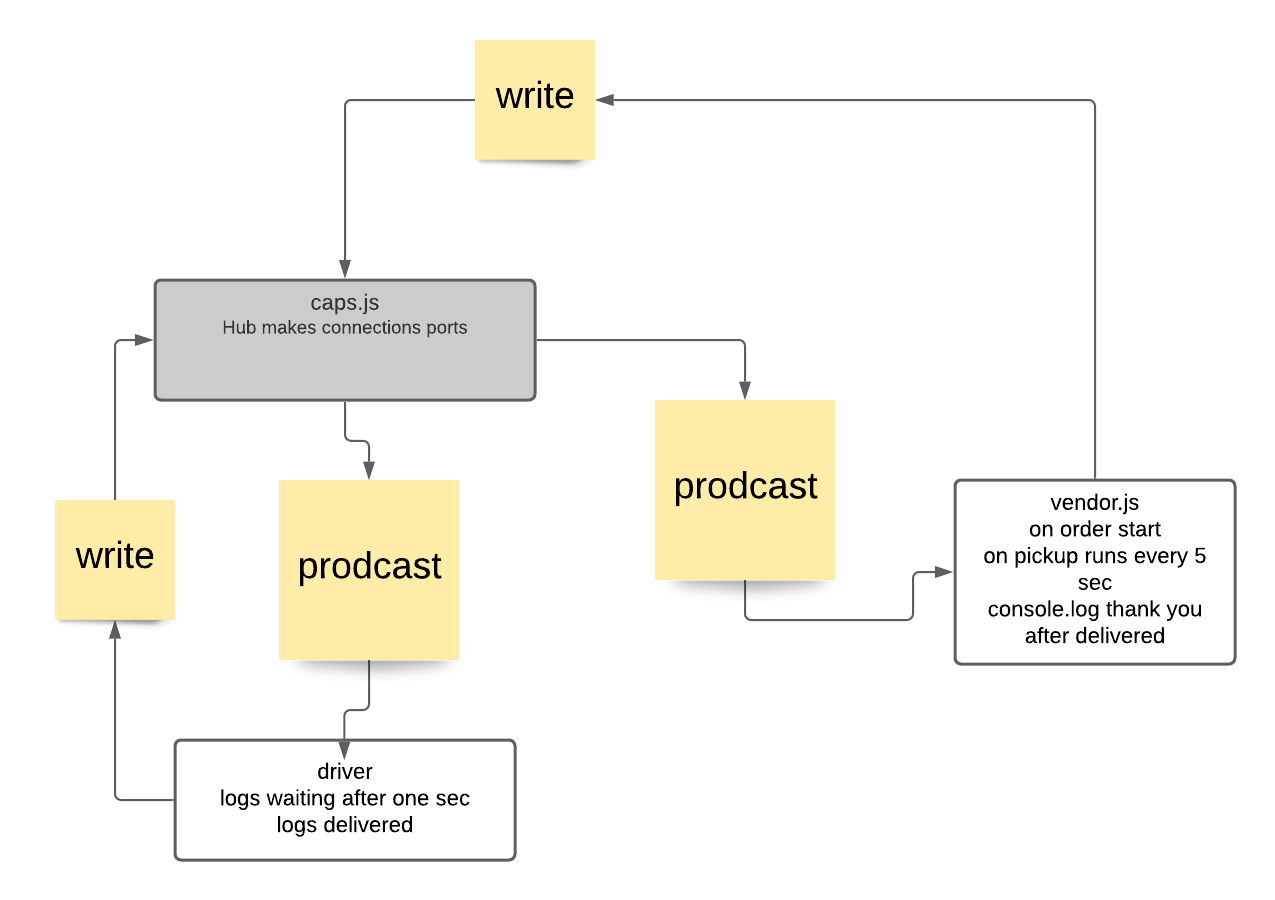 write
caps.js
Hub makes connections ports
prodcast
write
prodcast
vendor.js
on order start
on pickup runs every 5
sec
console.log thank you
after delivered
driver
logs waiting after one sec
logs delivered